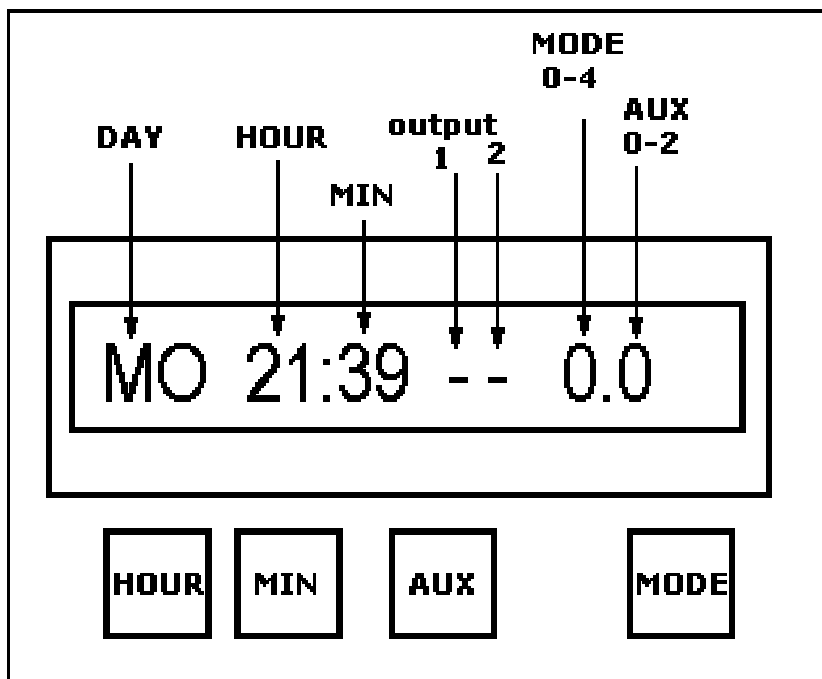 MODE
0-4
AUX
0-2
DAY
HOUR
output
1 2
MIN
MO 21:39 -- 0.0
HOUR MIN AUX MODE